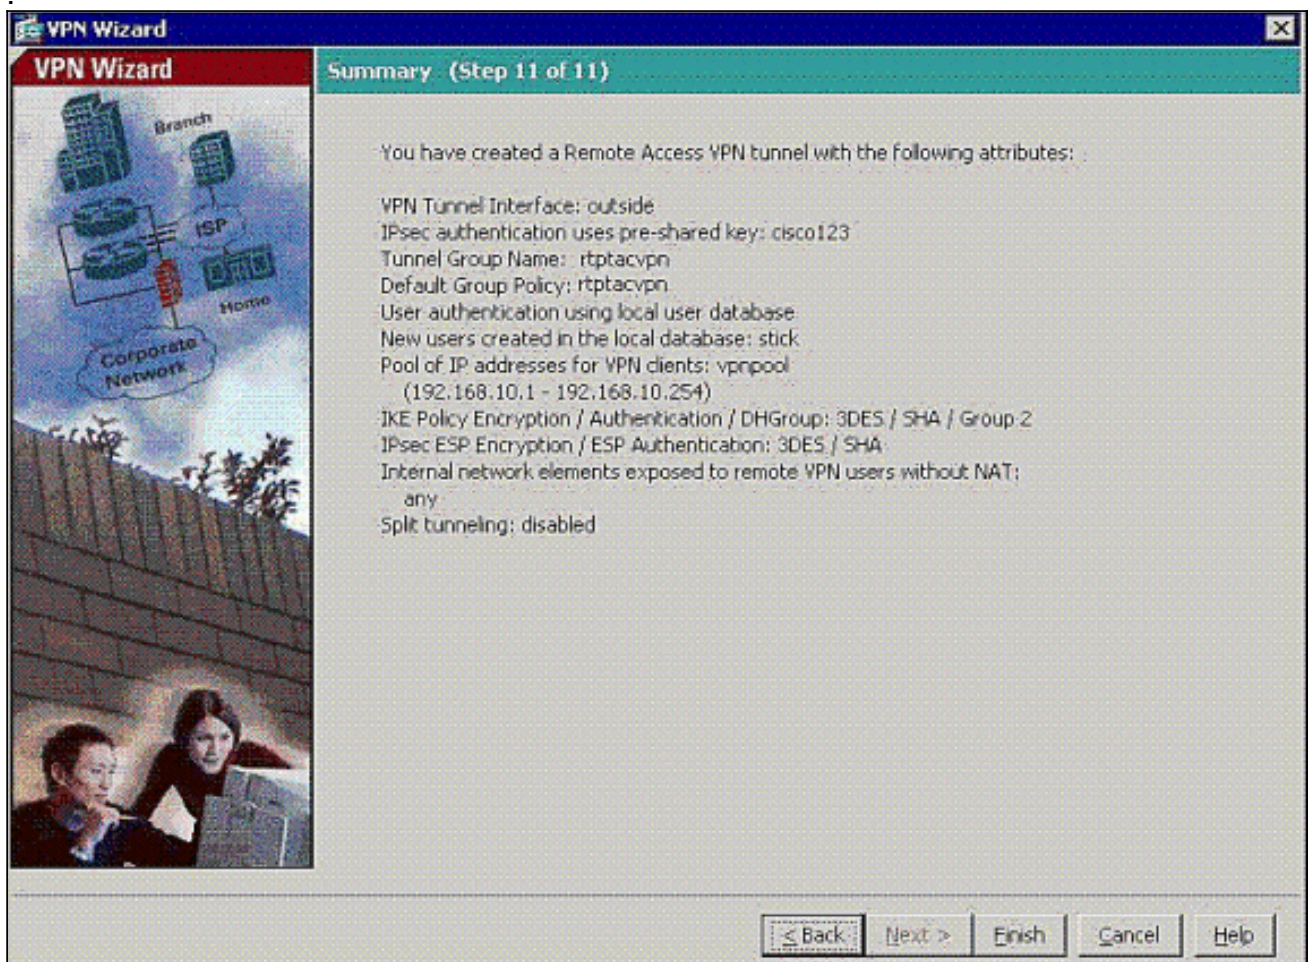 VPN Wizard
VPN Wizard
Summary (Step 11 of 11)
Branch
ISP
Home
Corporate
Network
You have created a Remote Access VPN tunnel with the following attributes:
VPN Tunnel Interface: outside
IPsec authentication uses pre-shared key: cisco123
Tunnel Group Name: rtptacvpn
Default Group Policy: rtptacvpn
User authentication using local user database
New users created in the local database: stick
Pool of IP addresses for VPN clients: vpnpool
(192.168.10.1 - 192.168.10.254)
IKE Policy Encryption / Authentication / DHGroup: 3DES / SHA / Group 2
IPsec ESP Encryption / ESP Authentication: 3DES / SHA
Internal network elements exposed to remote VPN users without NAT:
any
Split tunneling: disabled
< Back
Next >
Finish
Cancel
Help